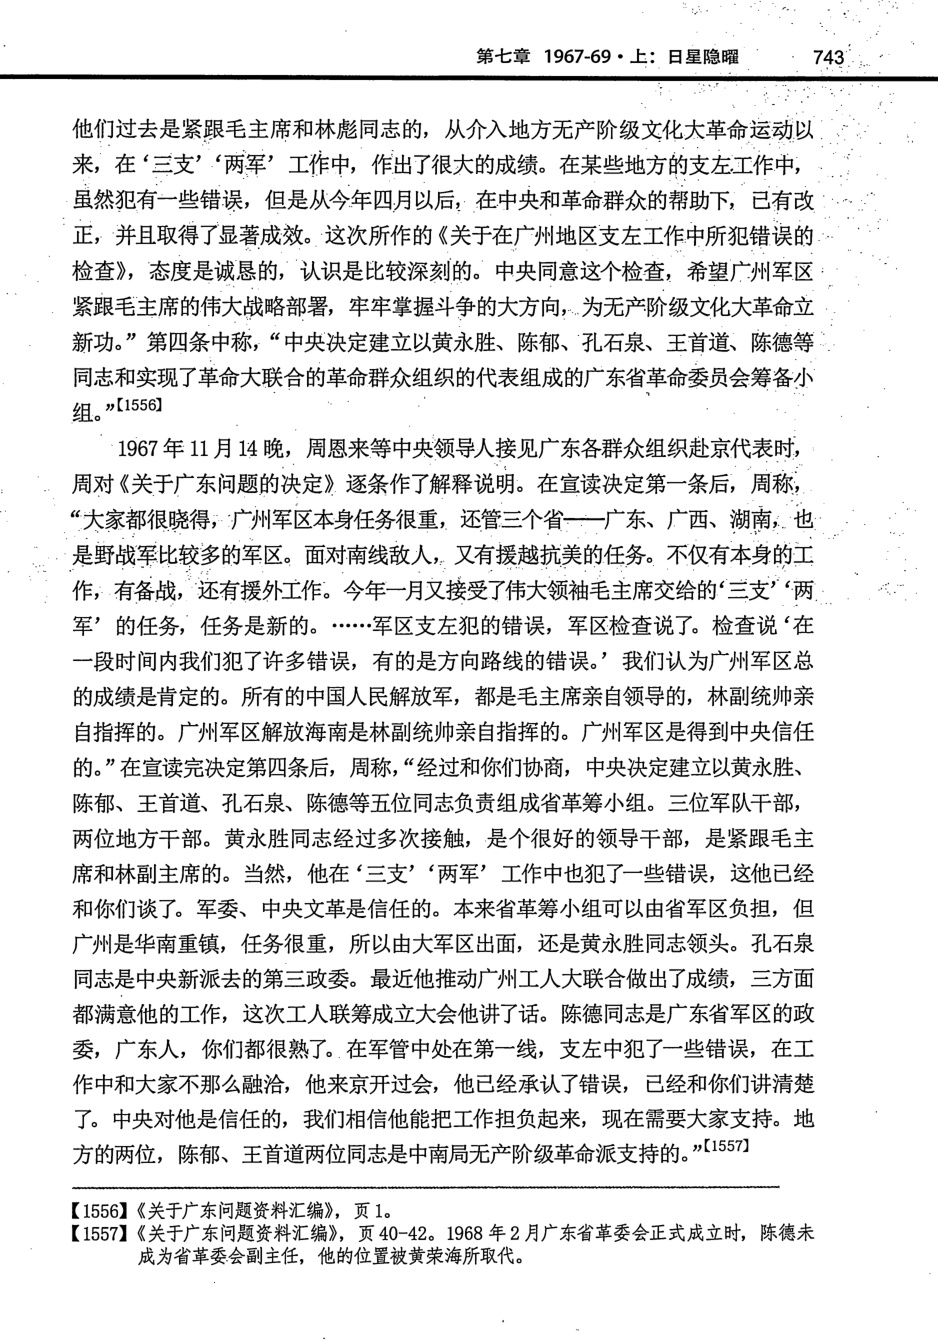 第七章 1967-69·上：日星隐曜 743
他们过去是紧跟毛主席和林彪同志的，从介入地方无产阶级文化大革命运动以
来，在‘三支’‘两军’工作中，作出了很大的成绩。在某些地方的支左工作中，
虽然犯有一些错误，但是从今年四月以后，在中央和革命群众的帮助下，已有改
正，并且取得了显著成效。这次所作的《关于在广州地区支左工作中所犯错误的
检查》，态度是诚恳的，认识是比较深刻的。中央同意这个检查，希望广州军区
紧跟毛主席的伟大战略部署，牢牢掌握斗争的大方向，为无产阶级文化大革命立
新功。”第四条中称，“中央决定建立以黄永胜、陈郁、孔石泉、王首道、陈德等
同志和实现了革命大联合的革命群众组织的代表组成的广东省革命委员会筹备小
组。”【1556】
1967 年 11 月 14 晚，周恩来等中央领导人接见广东各群众组织赴京代表时，
周对《关于广东问题的决定》逐条作了解释说明。在宣读决定第一条后，周称，
“大家都很晓得，广州军区本身任务很重，还管三个省——广东、广西、湖南，也
是野战军比较多的军区。面对南线敌人，又有援越抗美的任务。不仅有本身的工
作，有备战，还有援外工作。今年一月又接受了伟大领袖毛主席交给的‘三支’‘两
军’的任务，任务是新的。……军区支左犯的错误，军区检查说了。检查说‘在
一段时间内我们犯了许多错误，有的是方向路线的错误。’我们认为广州军区总
的成绩是肯定的。所有的中国人民解放军，都是毛主席亲自领导的，林副统帅亲
自指挥的。广州军区解放海南是林副统帅亲自指挥的。广州军区是得到中央信任
的。”在宣读完决定第四条后，周称，“经过和你们协商，中央决定建立以黄永胜、
陈郁、王首道、孔石泉、陈德等五位同志负责组成省革筹小组。三位军队干部，
两位地方干部。黄永胜同志经过多次接触，是个很好的领导干部，是紧跟毛主
席和林副主席的。当然，他在‘三支’‘两军’工作中也犯了一些错误，这他已经
和你们谈了。军委、中央文革是信任的。本来省革筹小组可以由省军区负担，但
广州是华南重镇，任务很重，所以由大军区出面，还是黄永胜同志领头。孔石泉
同志是中央新派去的第三政委。最近他推动广州工人大联合做出了成绩，三方面
都满意他的工作，这次工人联筹成立大会他讲了话。陈德同志是广东省军区的政
委，广东人，你们都很熟了。在军管中处在第一线，支左中犯了一些错误，在工
作中和大家不那么融洽，他来京开过会，他已经承认了错误，已经和你们讲清楚
了。中央对他是信任的，我们相信他能把工作担负起来，现在需要大家支持。地
方的两位，陈郁、王首道两位同志是中南局无产阶级革命派支持的。”【1557】
【1556】《关于广东问题资料汇编》，页 1。
【1557】《关于广东问题资料汇编》，页 40-42。1968 年 2 月广东省革委会正式成立时，陈德未
成为省革委会副主任，他的位置被黄荣海所取代。